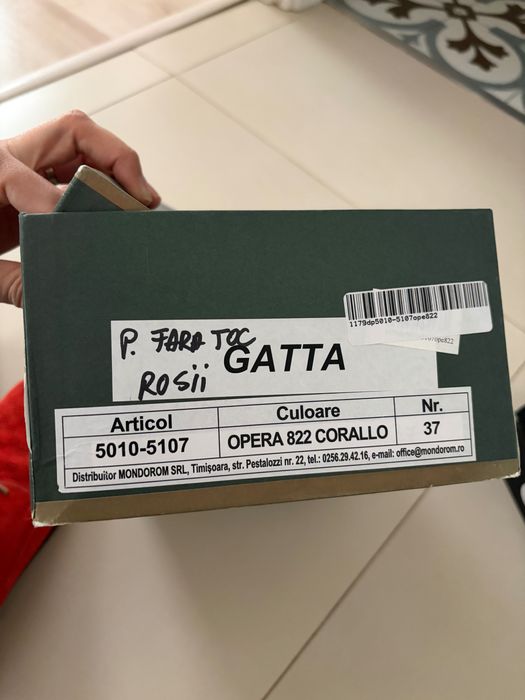 1179dp5010-5107ope822
P. FARA TOC
ROSii
GATTA
Articol Culoare Nr.
5010-5107 OPERA 822 CORALLO 37
Distribuitor MONDOROM SRL, Timişoara, str. Pestalozzi nr. 22, tel.: 0256.29.42.16, e-mail: office@mondorom.ro